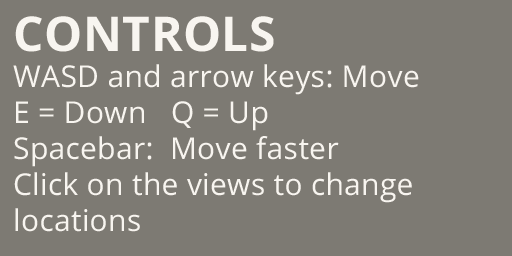 CONTROLS
WASD and arrow keys: Move
E = Down   Q = Up
Spacebar:  Move faster
Click on the views to change
locations